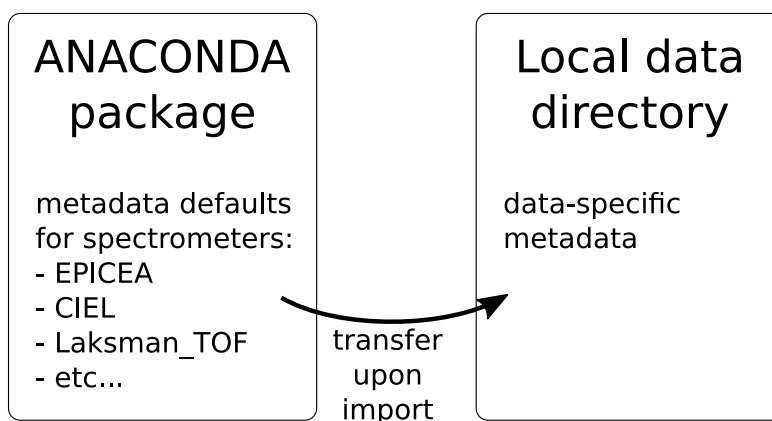 ANACONDA
package
metadata defaults
for spectrometers:
- EPICEA
- CIEL
- Laksman_TOF
- etc...
transfer
upon
import
Local data
directory
data-specific
metadata